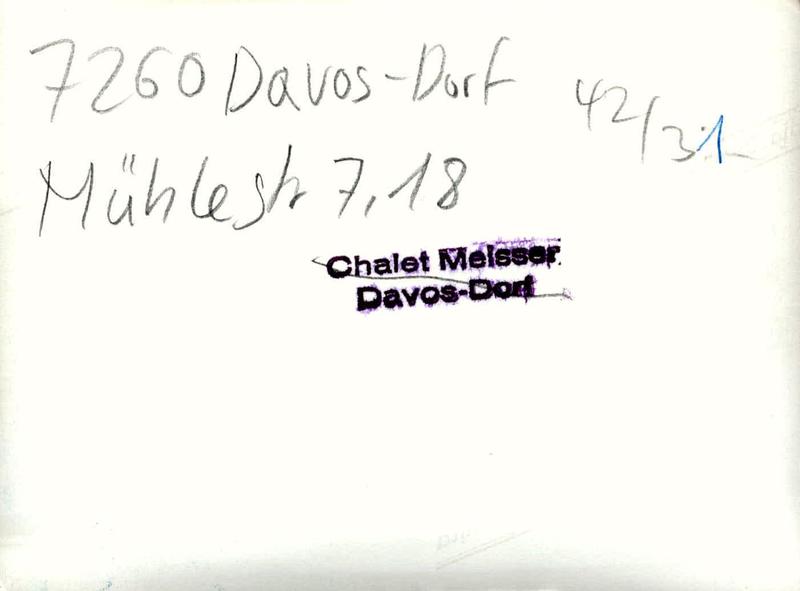 7260 Davos-Dorf
42/31
Mühlestr 7,18
Chalet Meisser
Davos-Dorf